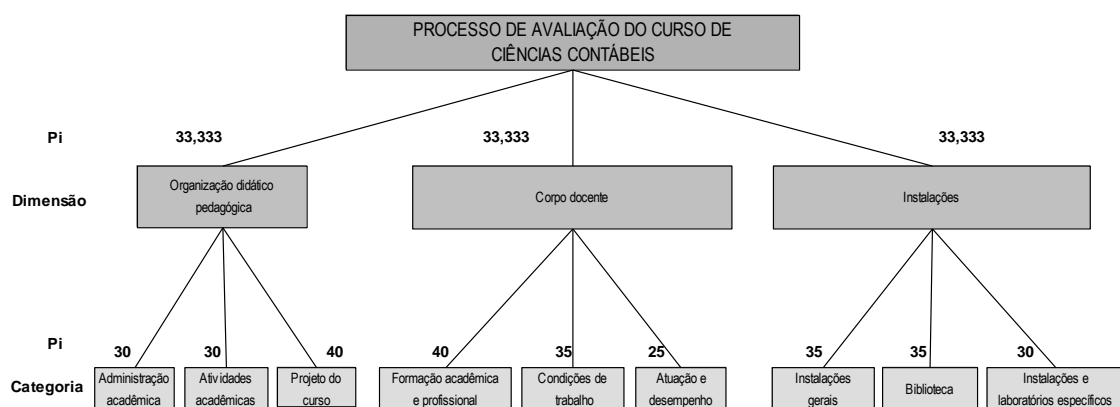 PROCESSO DE AVALIAÇÃO DO CURSO DE
CIÊNCIAS CONTÁBEIS
Pi
33,333
33,333
33,333
Dimensão
Organização didático
pedagógica
Corpo docente
Instalações
Pi
30
30
40
40
35
25
35
35
30
Categoria
Administração
acadêmica
Atividades
acadêmicas
Projeto do
curso
Formação acadêmica
e profissional
Condições de
trabalho
Atuação e
desempenho
Instalações
gerais
Biblioteca
Instalações e
laboratórios específicos